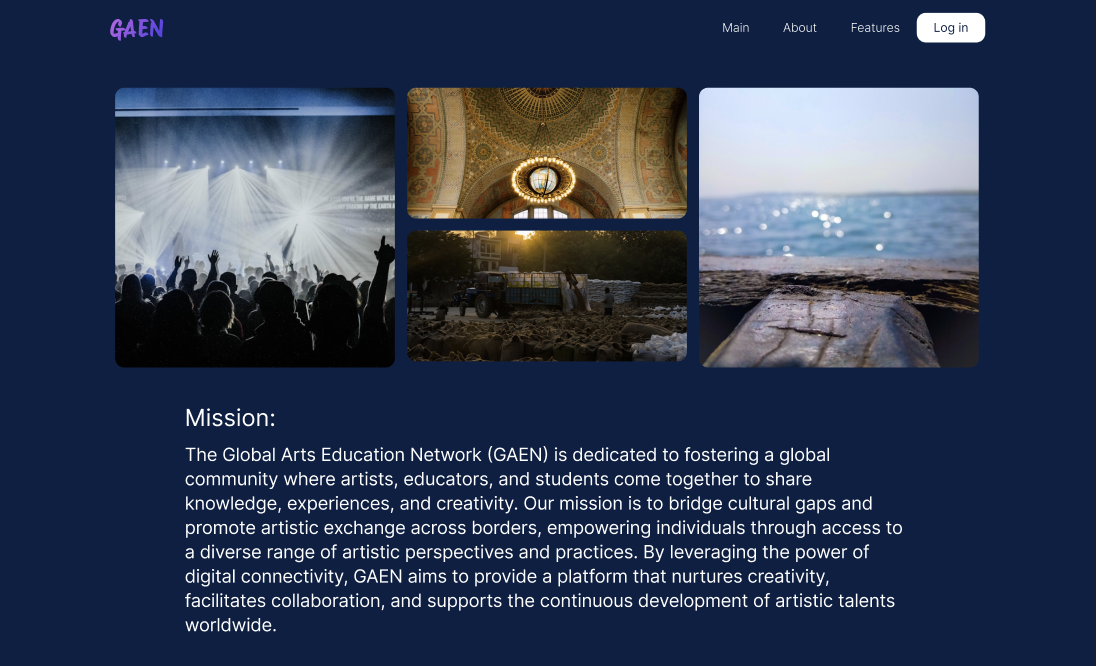 GAEN
Main
About
Features
Log in
Mission:
The Global Arts Education Network (GAEN) is dedicated to fostering a global
community where artists, educators, and students come together to share
knowledge, experiences, and creativity. Our mission is to bridge cultural gaps and
promote artistic exchange across borders, empowering individuals through access to
a diverse range of artistic perspectives and practices. By leveraging the power of
digital connectivity, GAEN aims to provide a platform that nurtures creativity,
facilitates collaboration, and supports the continuous development of artistic talents
worldwide.